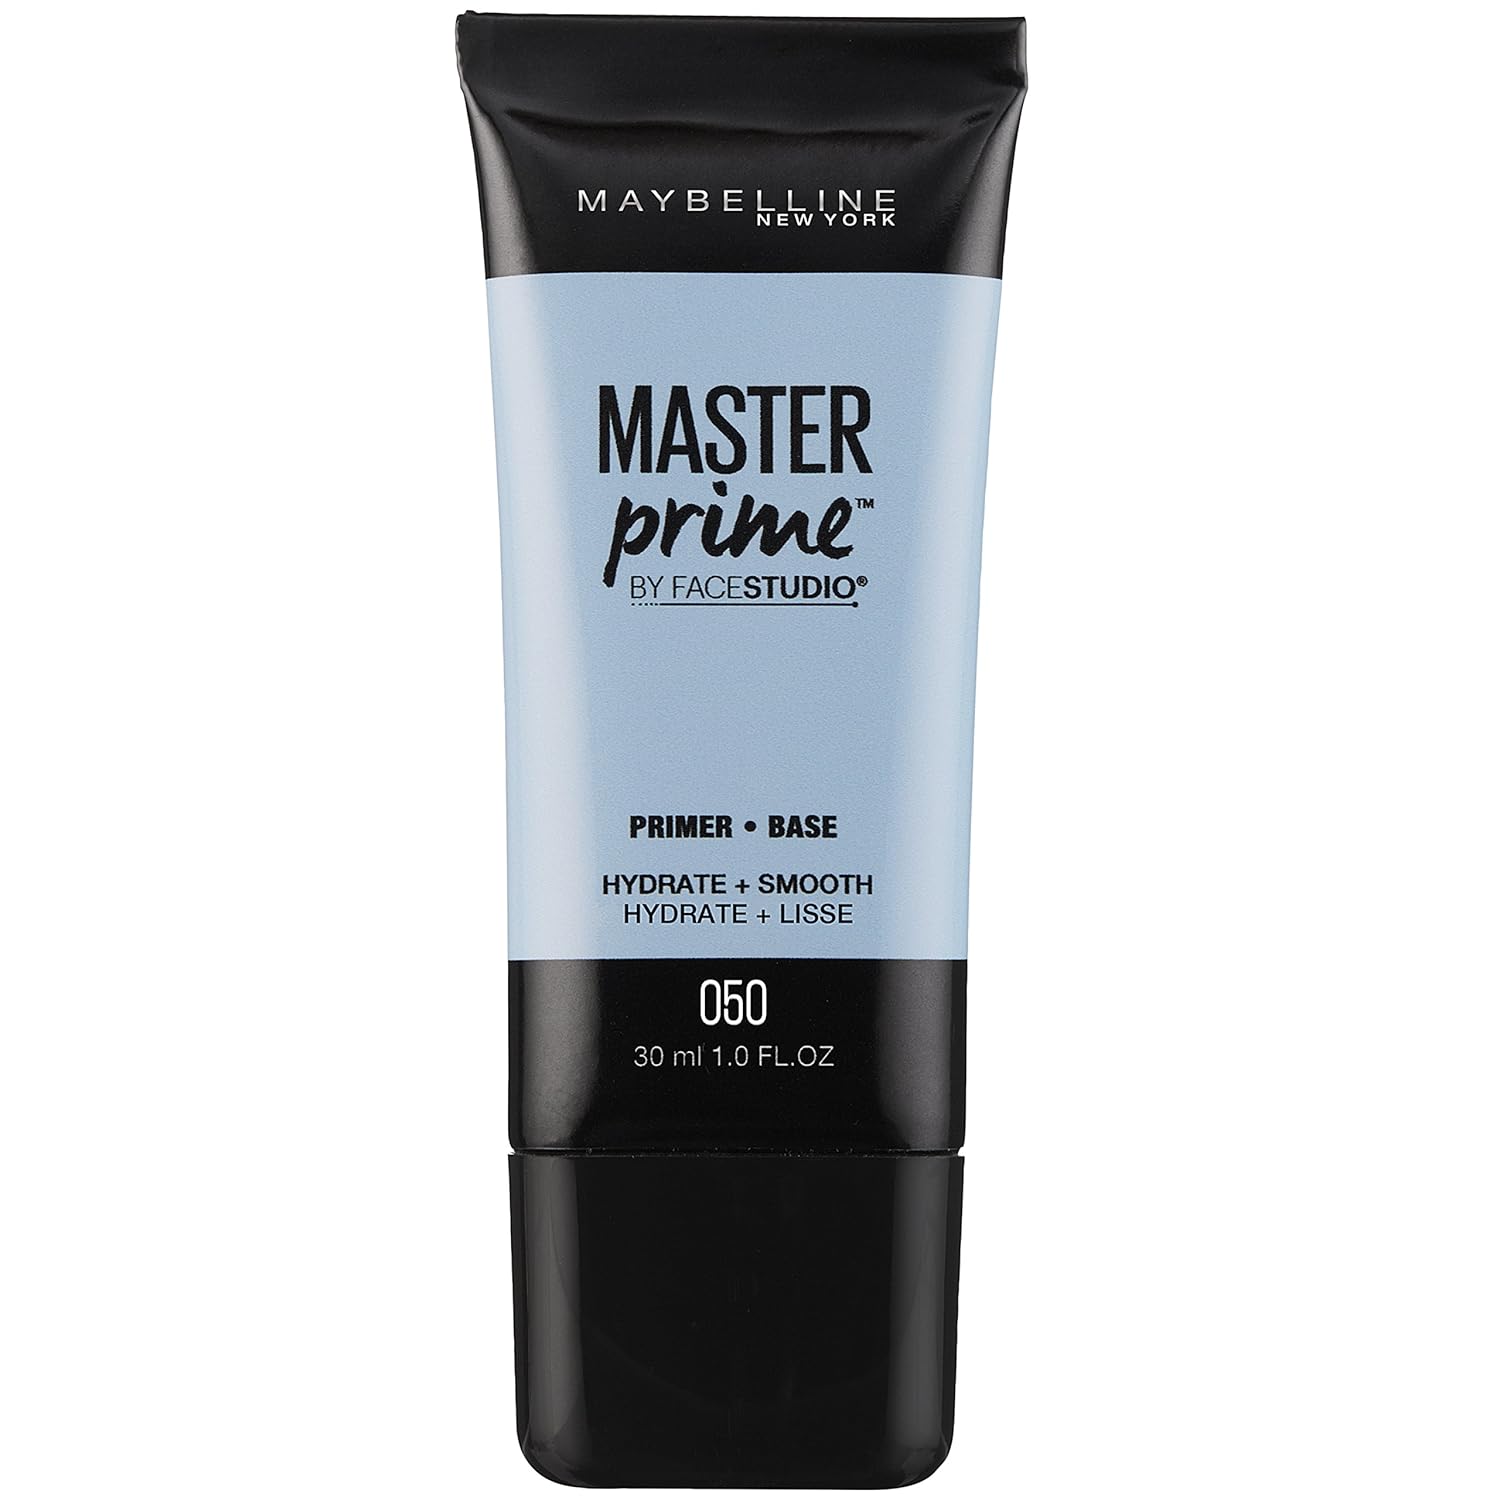 MAYBELLINE
NEW YORK
MASTER
prime™
BY FACESTUDIO®
PRIMER • BASE
HYDRATE + SMOOTH
HYDRATE + LISSE
050
30 ml 1.0 FL.OZ